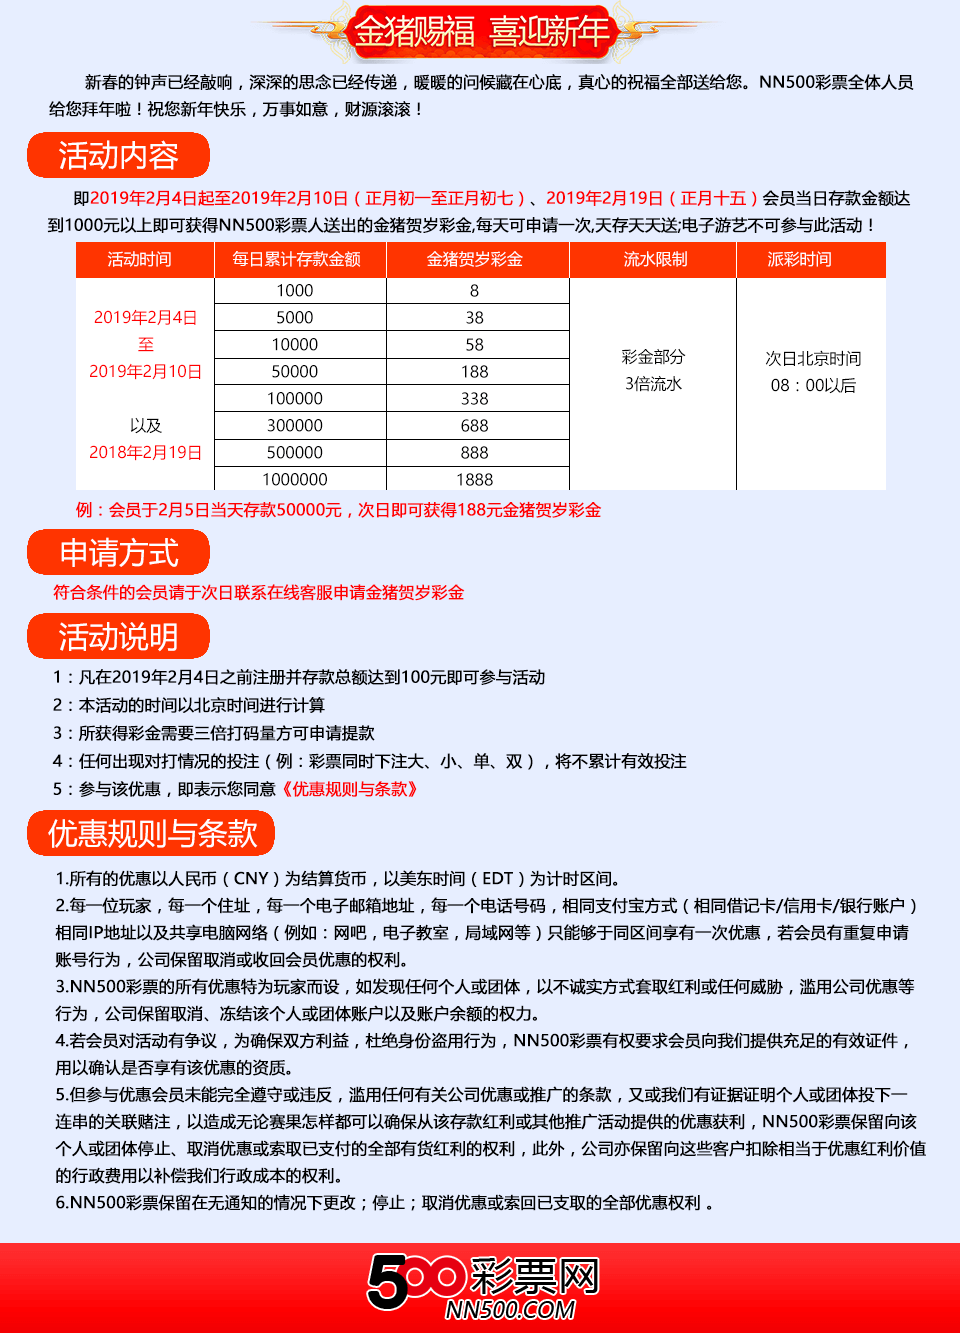 金猪赐福 喜迎新年
新春的钟声已经敲响，深深的思念已经传递，暖暖的问候藏在心底，真心的祝福全部送给您。NN500彩票全体人员
给您拜年啦！祝您新年快乐，万事如意，财源滚滚！
活动内容
即2019年2月4日起至2019年2月10日（正月初一至正月初七）、2019年2月19日（正月十五）会员当日存款金额达
到1000元以上即可获得NN500彩票人送出的金猪贺岁彩金,每天可申请一次,天存天天送;电子游艺不可参与此活动！
活动时间 每日累计存款金额 金猪贺岁彩金 流水限制 派彩时间
1000 8
2019年2月4日 5000 38
至 10000 58 彩金部分 次日北京时间
2019年2月10日 50000 188 3倍流水 08：00以后
100000 338
以及 300000 688
2018年2月19日 500000 888
1000000 1888
例：会员于2月5日当天存款50000元，次日即可获得188元金猪贺岁彩金
申请方式
符合条件的会员请于次日联系在线客服申请金猪贺岁彩金
活动说明
1：凡在2019年2月4日之前注册并存款总额达到100元即可参与活动
2：本活动的时间以北京时间进行计算
3：所获得彩金需要三倍打码量方可申请提款
4：任何出现对打情况的投注（例：彩票同时下注大、小、单、双），将不累计有效投注
5：参与该优惠，即表示您同意《优惠规则与条款》
优惠规则与条款
1.所有的优惠以人民币（CNY）为结算货币，以美东时间（EDT）为计时区间。
2.每一位玩家，每一个住址，每一个电子邮箱地址，每一个电话号码，相同支付宝方式（相同借记卡/信用卡/银行账户）
相同IP地址以及共享电脑网络（例如：网吧，电子教室，局域网等）只能够于同区间享有一次优惠，若会员有重复申请
账号行为，公司保留取消或收回会员优惠的权利。
3.NN500彩票的所有优惠特为玩家而设，如发现任何个人或团体，以不诚实方式套取红利或任何威胁，滥用公司优惠等
行为，公司保留取消、冻结该个人或团体账户以及账户余额的权力。
4.若会员对活动有争议，为确保双方利益，杜绝身份盗用行为，NN500彩票有权要求会员向我们提供充足的有效证件，
用以确认是否享有该优惠的资质。
5.但参与优惠会员未能完全遵守或违反，滥用任何有关公司优惠或推广的条款，又或我们有证据证明个人或团体投下一
连串的关联赌注，以造成无论赛果怎样都可以确保从该存款红利或其他推广活动提供的优惠获利，NN500彩票保留向该
个人或团体停止、取消优惠或索取已支付的全部有货红利的权利，此外，公司亦保留向这些客户扣除相当于优惠红利价值
的行政费用以补偿我们行政成本的权利。
6.NN500彩票保留在无通知的情况下更改；停止；取消优惠或索回已支取的全部优惠权利 。
500彩票网
NN500.COM